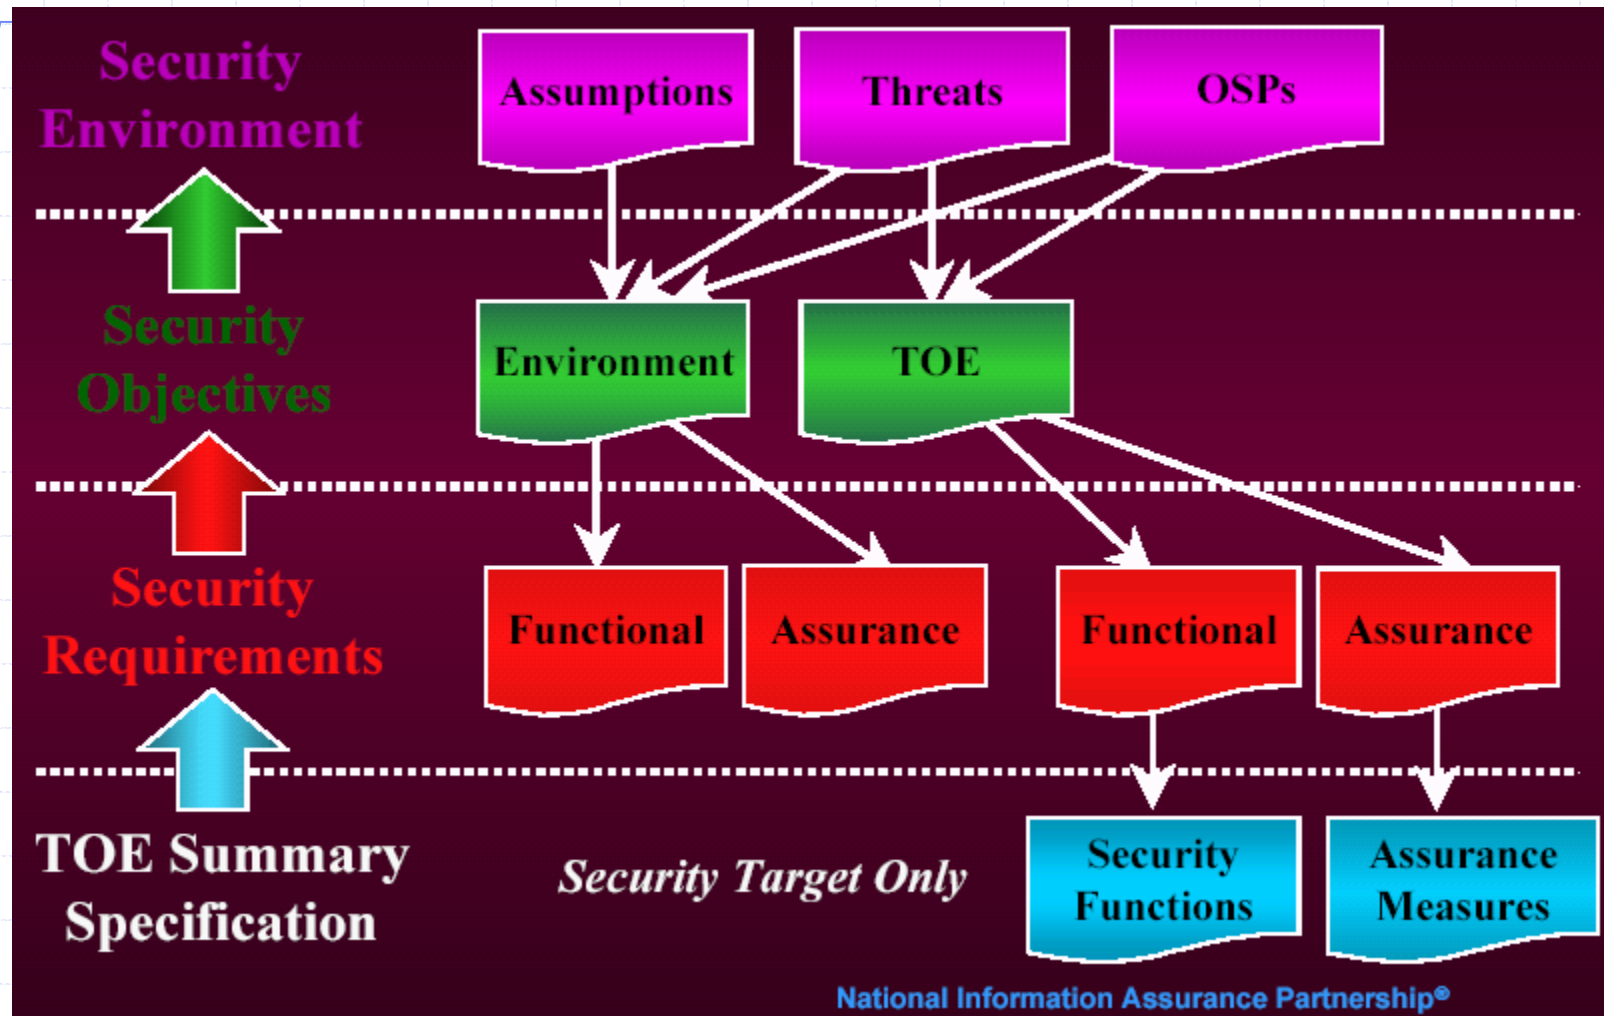 Security
Environment
Assumptions
Threats
OSPs
Security
Objectives
Environment
TOE
Security
Requirements
Functional
Assurance
Functional
Assurance
TOE Summary
Specification
Security Target Only
Security
Functions
Assurance
Measures
National Information Assurance Partnership®